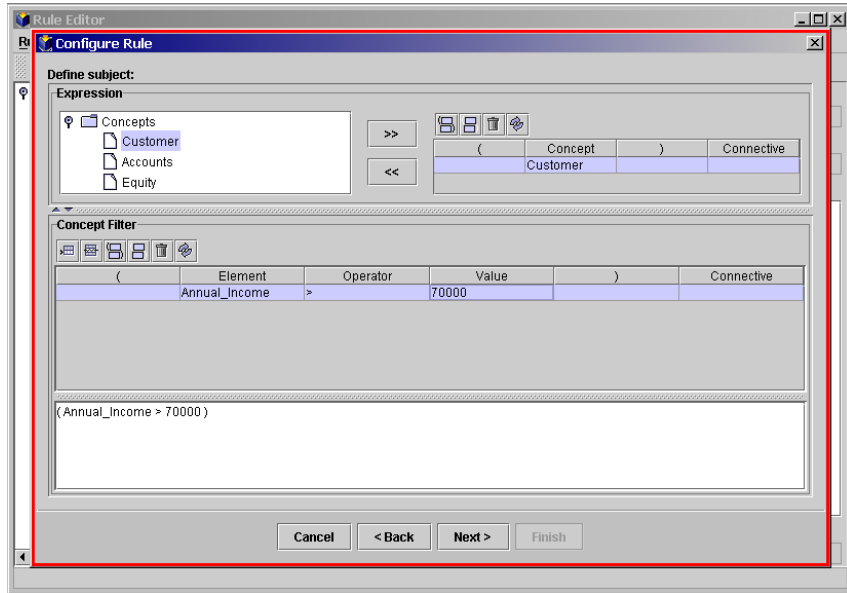 Rule Editor
Configure Rule
Define subject:
Expression
Concepts
Customer
Accounts
Equity
>>
<<
( Concept ) Connective
Customer
Concept Filter
( Element Operator Value ) Connective
Annual_Income > 70000
( Annual_Income > 70000 )
Cancel < Back Next > Finish